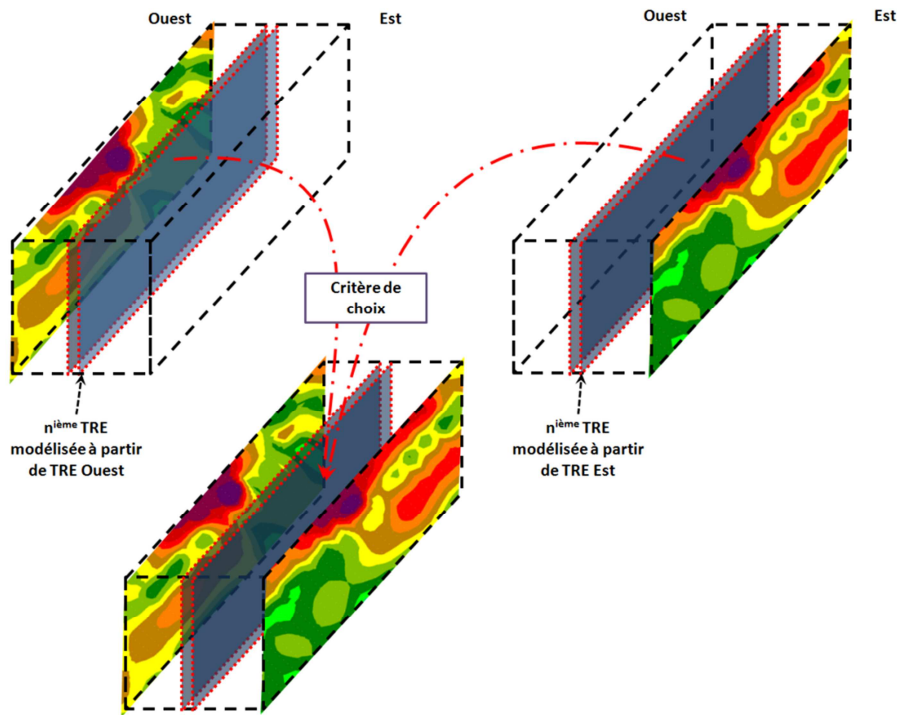 Ouest
Est
Ouest
Est
Critère de
choix
nième TRE
modélisée à partir
de TRE Ouest
nième TRE
modélisée à partir
de TRE Est